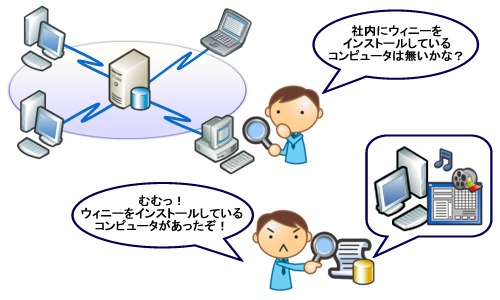 社内にウィニーを
インストールしている
コンピュータは無いかな?
むむっ!
ウィニーをインストールしている
コンピュータがあったぞ!